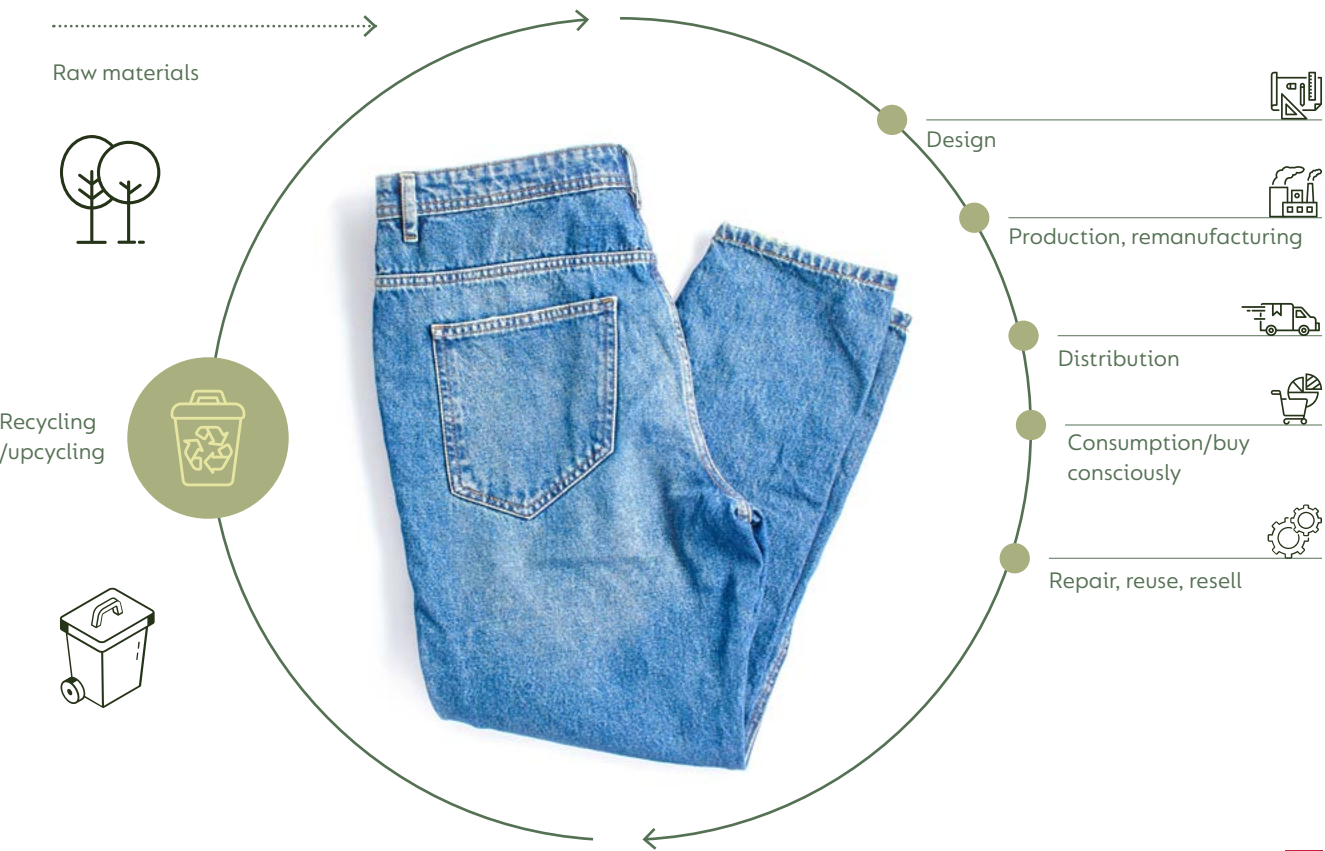 Raw materials
Design
Production, remanufacturing
Distribution
Consumption/buy
consciously
Repair, reuse, resell
Recycling
/upcycling